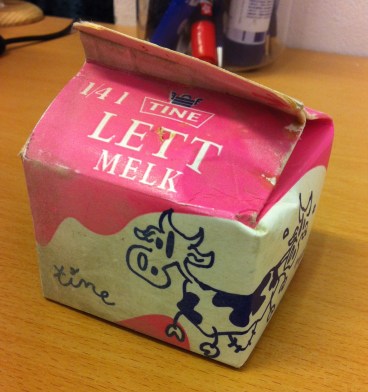 1/4 l
TINE
LETT
MELK
tine